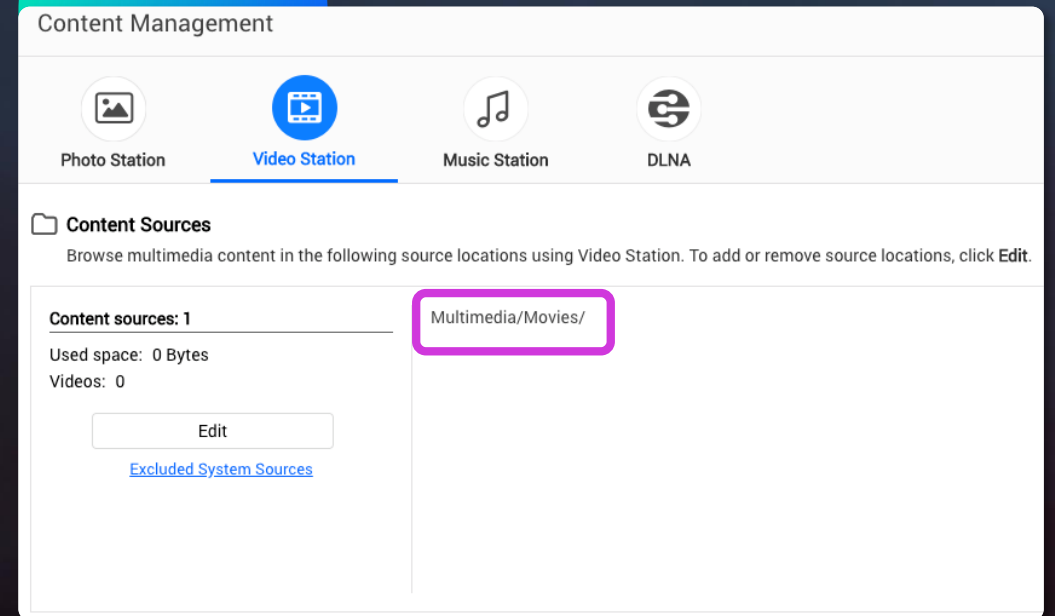 Content Management
Photo Station
Video Station
Music Station
DLNA
Content Sources
Browse multimedia content in the following source locations using Video Station. To add or remove source locations, click Edit.
Content sources: 1
Used space: 0 Bytes
Videos: 0
Edit
Excluded System Sources
Multimedia/Movies/